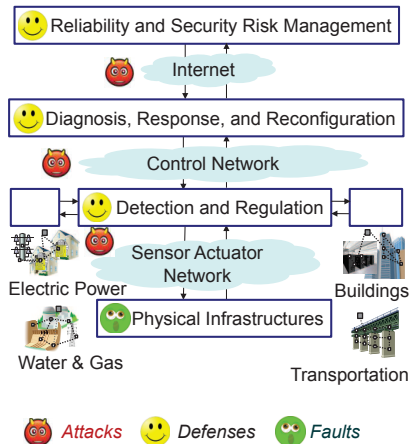 Reliability and Security Risk Management
Internet
Diagnosis, Response, and Reconfiguration
Control Network
Detection and Regulation
Sensor Actuator
Network
Electric Power
Buildings
Physical Infrastructures
Water & Gas
Transportation
Attacks
Defenses
Faults